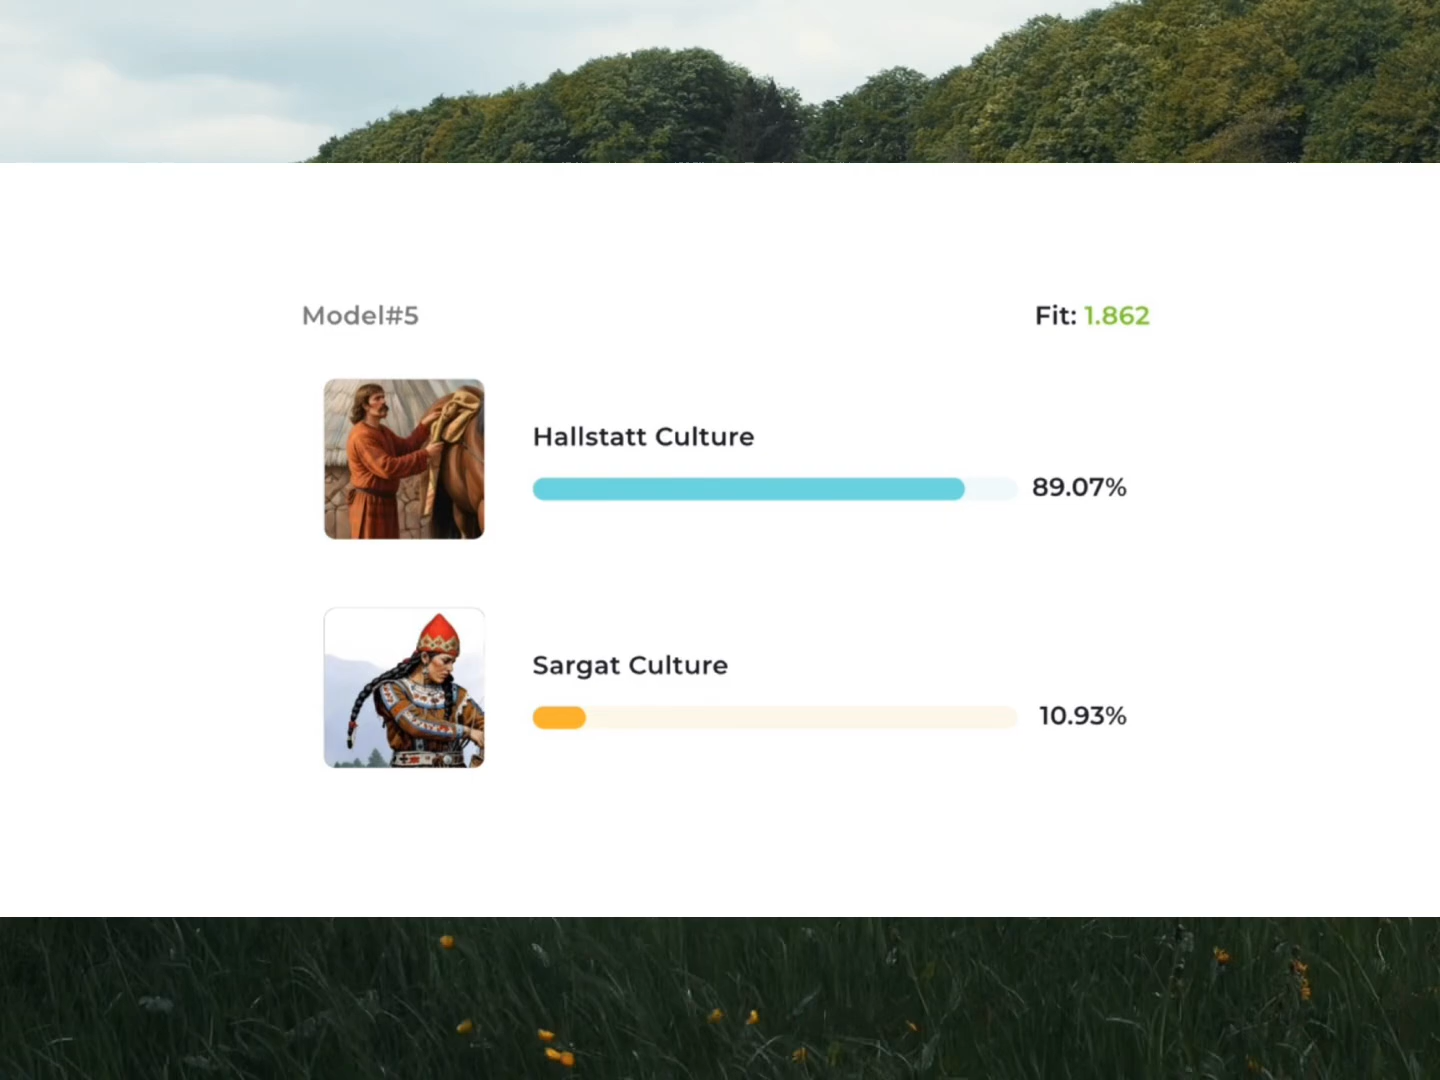 Model#5
Fit: 1.862
Hallstatt Culture
89.07%
Sargat Culture
10.93%